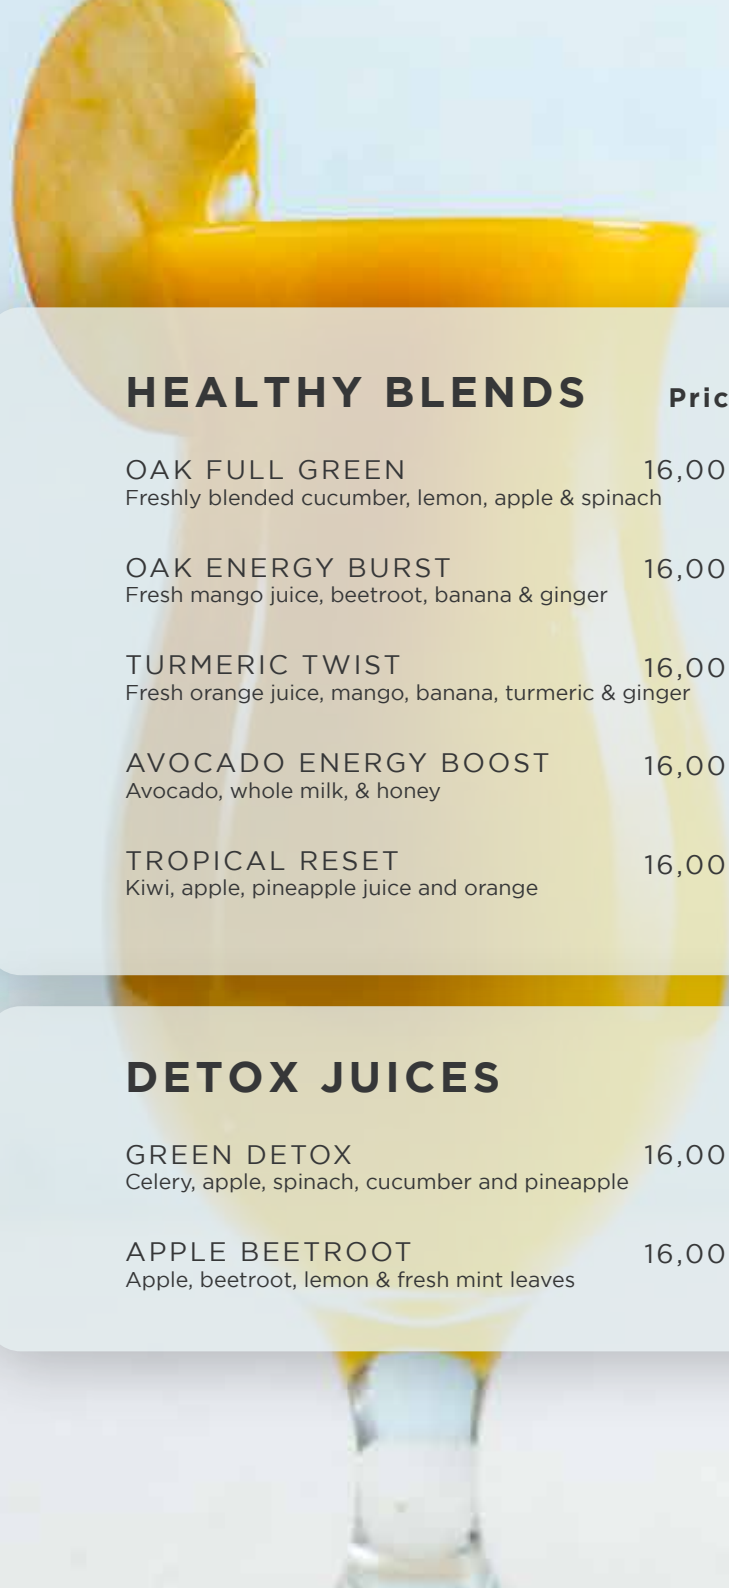 HEALTHY BLENDS Pric
OAK FULL GREEN 16,00
Freshly blended cucumber, lemon, apple & spinach
OAK ENERGY BURST 16,00
Fresh mango juice, beetroot, banana & ginger
TURMERIC TWIST 16,00
Fresh orange juice, mango, banana, turmeric & ginger
AVOCADO ENERGY BOOST 16,00
Avocado, whole milk, & honey
TROPICAL RESET 16,00
Kiwi, apple, pineapple juice and orange
DETOX JUICES
GREEN DETOX 16,00
Celery, apple, spinach, cucumber and pineapple
APPLE BEETROOT 16,00
Apple, beetroot, lemon & fresh mint leaves